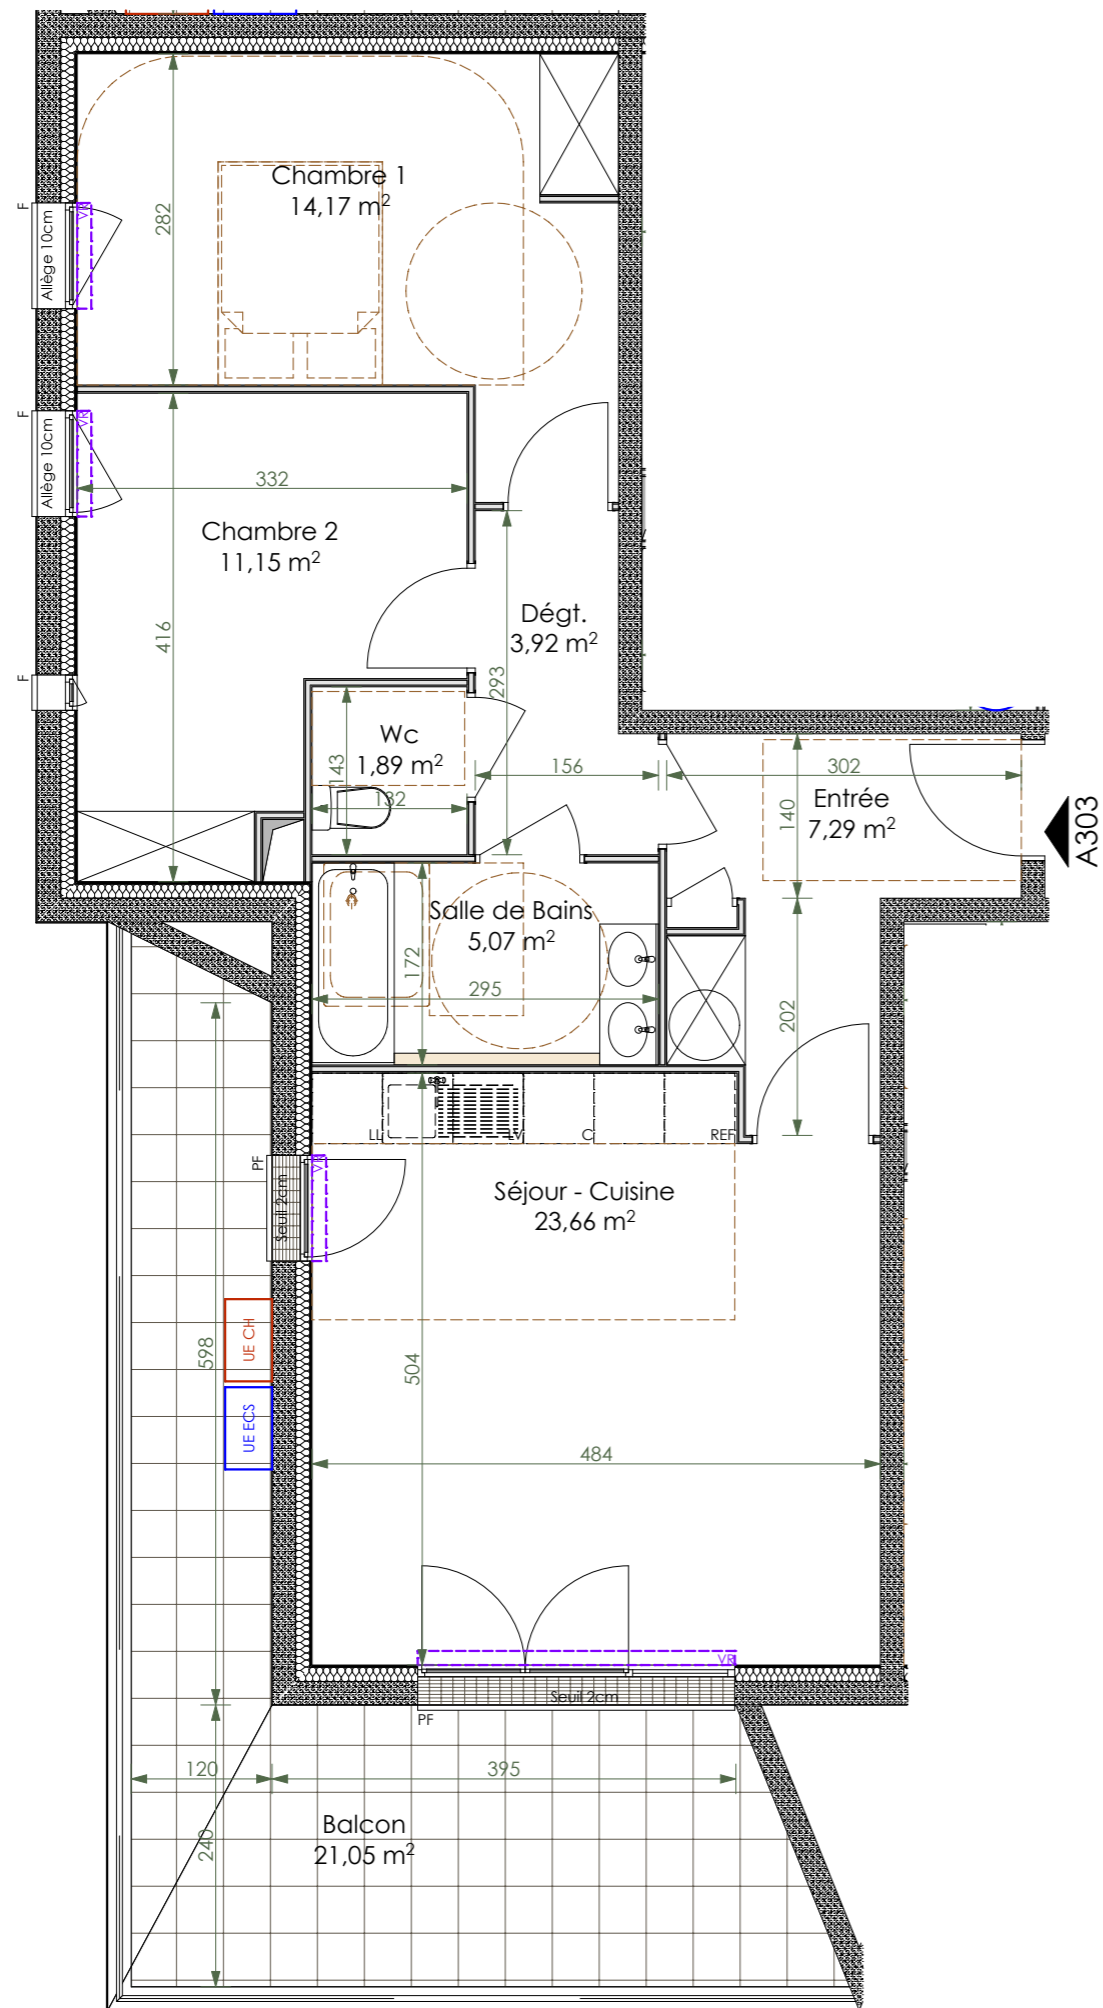 Chambre 1
14,17 m²
282
F
Allège 10cm
VR
F
Allège 10cm
VR
332
Chambre 2
11,15 m²
416
Dégt.
3,92 m²
293
F
Wc
1,89 m²
143
132
156
302
Entrée
7,29 m²
140
A303
Salle de Bains
5,07 m²
172
295
202
LL
LV
C
REF
PF
Seuil 2cm
VR
Séjour - Cuisine
23,66 m²
UE CH
598
504
UE ECS
484
VR
Seuil 2cm
PF
120
395
Balcon
21,05 m²
240